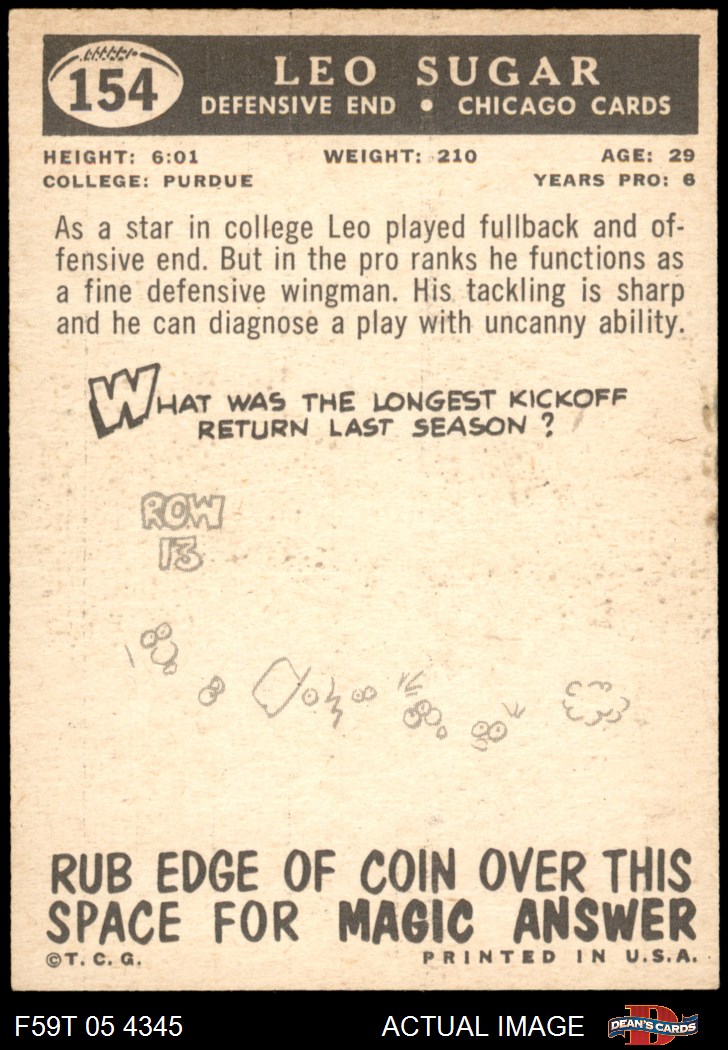 154
LEO SUGAR
DEFENSIVE END • CHICAGO CARDS
HEIGHT: 6:01 WEIGHT: 210 AGE: 29
COLLEGE: PURDUE YEARS PRO: 6
As a star in college Leo played fullback and of-
fensive end. But in the pro ranks he functions as
a fine defensive wingman. His tackling is sharp
and he can diagnose a play with uncanny ability.
WHAT WAS THE LONGEST KICKOFF
RETURN LAST SEASON?
ROW
13
RUB EDGE OF COIN OVER THIS
SPACE FOR MAGIC ANSWER
©T.C.G. PRINTED IN U.S.A.
F59T 05 4345 ACTUAL IMAGE DEAN'S CARDS